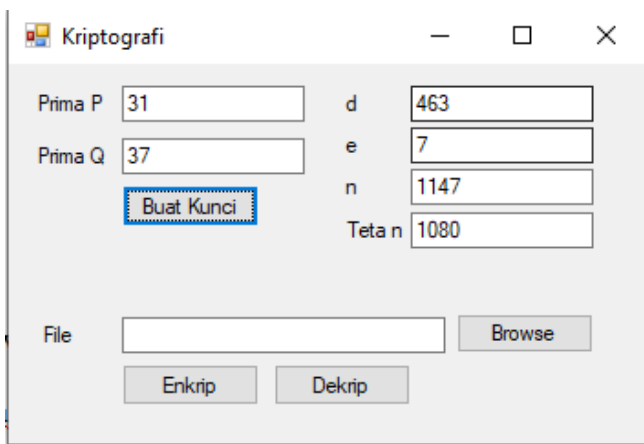 Kriptografi
Prima P 31
d 463
Prima Q 37
e 7
Buat Kunci
n 1147
Teta n 1080
File
Browse
Enkrip
Dekrip